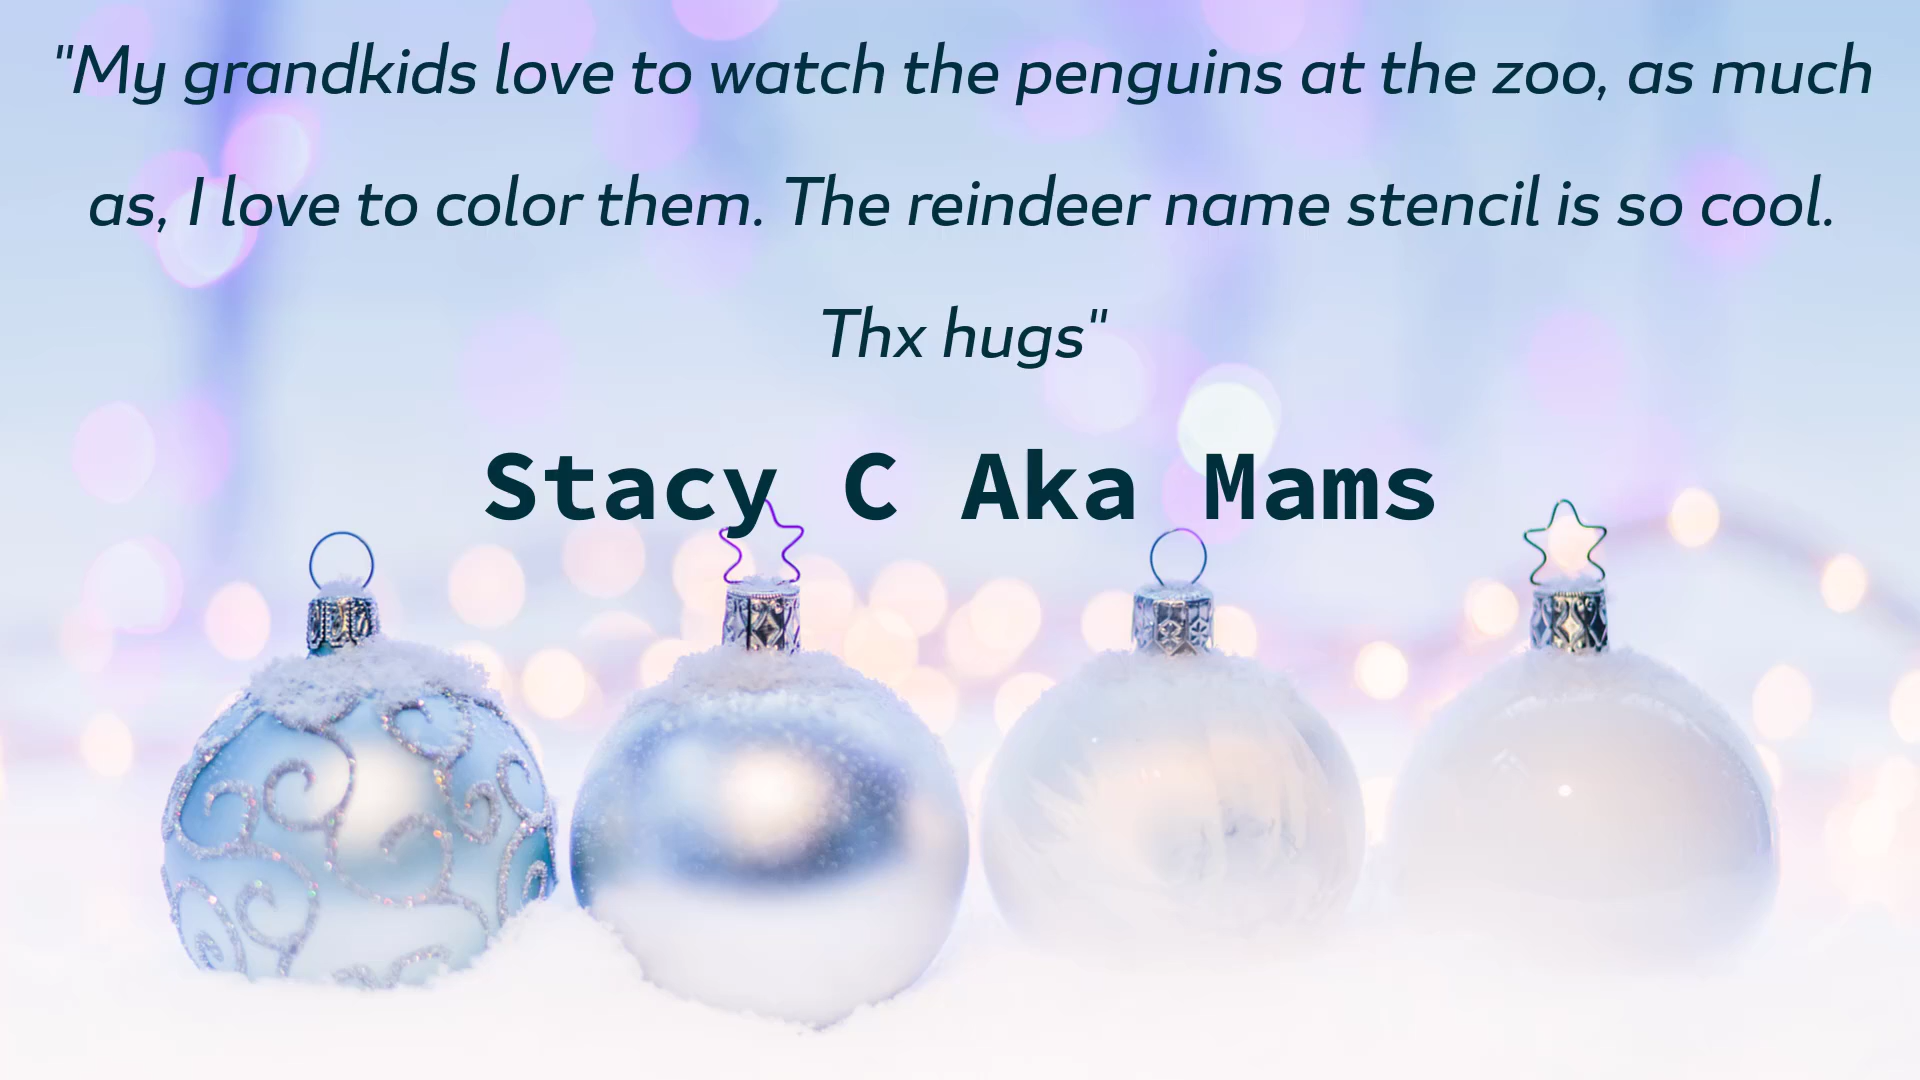 "My grandkids love to watch the penguins at the zoo, as much
as, I love to color them. The reindeer name stencil is so cool.
Thx hugs"
Stacy C Aka Mams